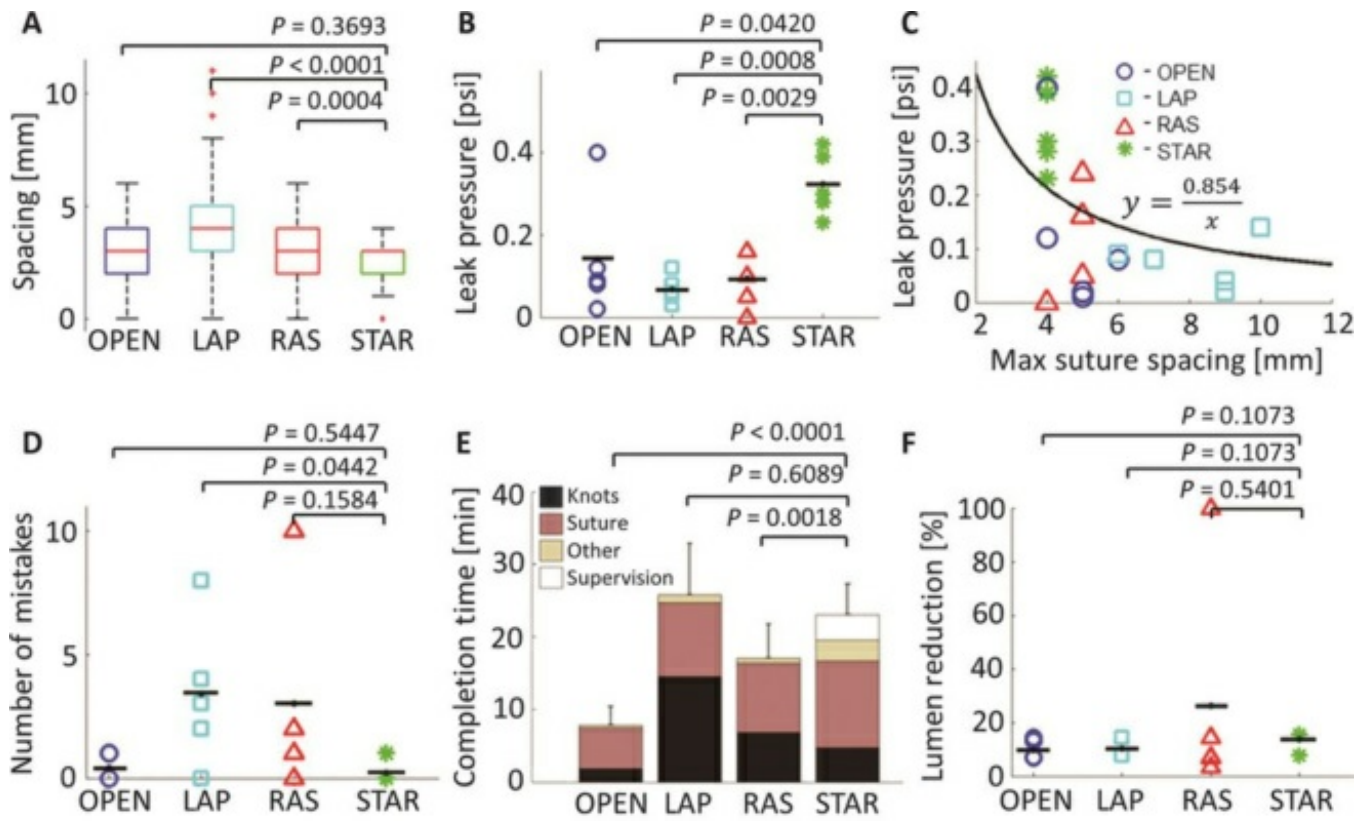 A
P = 0.3693
P < 0.0001
P = 0.0004
Spacing [mm]
10
5
0
OPEN LAP RAS STAR
B
P = 0.0420
P = 0.0008
P = 0.0029
Leak pressure [psi]
0.4
0.2
0
OPEN LAP RAS STAR
C
Leak pressure [psi]
0.4
0.3
0.2
0.1
0
- OPEN
- LAP
- RAS
- STAR
y = 0.854 / x
2 4 6 8 10 12
Max suture spacing [mm]
D
P = 0.5447
P = 0.0442
P = 0.1584
Number of mistakes
10
5
0
OPEN LAP RAS STAR
E
P < 0.0001
P = 0.6089
P = 0.0018
Completion time [min]
40
30
20
10
0
Knots
Suture
Other
Supervision
OPEN LAP RAS STAR
F
P = 0.1073
P = 0.1073
P = 0.5401
Lumen reduction [%]
100
80
60
40
20
0
OPEN LAP RAS STAR